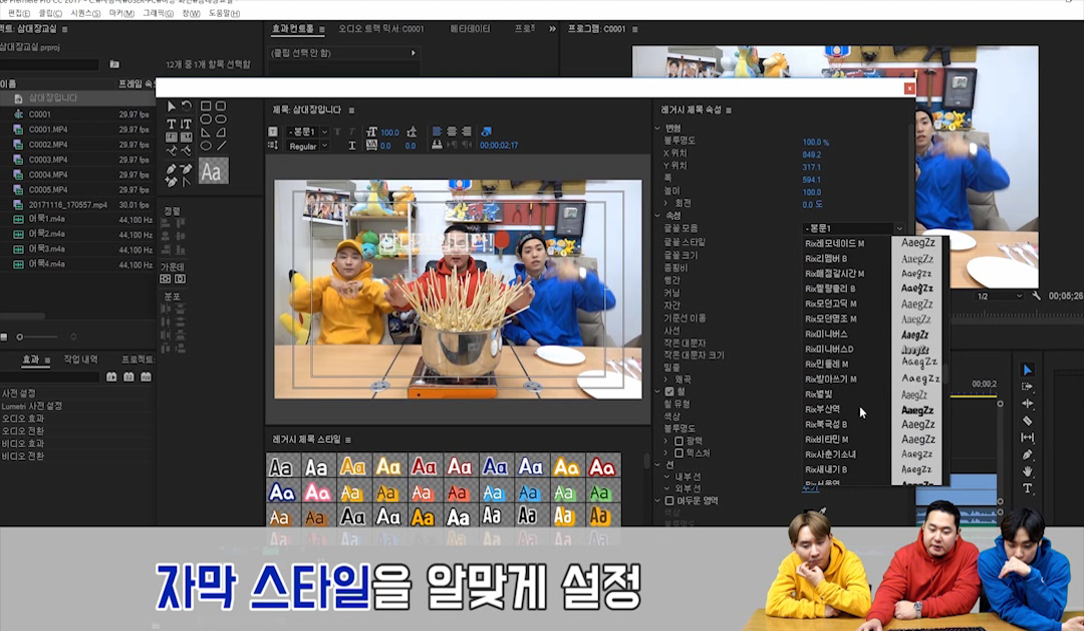 be Premiere Pro CC 2017 -
편집(E) 클립(C) 시퀀스(S) 마커(M) 그래픽(G) 창(W) 도움말(H)
삼대장교실
삼대장교실.prproj
12개 중 1개 항목 선택함
이름
프레임 속
삼대장입니다
C0001 29.97 fps
C0001.MP4 29.97 fps
C0002.MP4 29.97 fps
C0003.MP4 29.97 fps
C0004.MP4 29.97 fps
C0005.MP4 29.97 fps
20171116_170557.mp4 30.01 fps
어묵1.m4a 44,100 Hz
어묵2.m4a 44,100 Hz
어묵3.m4a 44,100 Hz
어묵4.m4a 44,100 Hz
효과 작업 내역 프로젝트:
사전 설정
Lumetri 사전 설정
오디오 효과
오디오 전환
비디오 효과
비디오 전환
효과 컨트롤 오디오 트랙 믹서: C0001 메타데이터
(클립 선택 안 함)
프로그램: C0001
1/2
00:05:26
00:00:2
정렬
가운데
분포
Aa
제목: 삼대장입니다
- 본문1
Regular
100.0
0.0
0.0
00:00:02:17
삼대장입니다!
레거시 제목 스타일
레거시 제목 속성
변형
불투명도 100.0 %
X 위치 849.2
Y 위치 317.1
폭 594.1
높이 100.0
회전 0.0 도
속성
글꼴 모음 - 본문1
글꼴 스타일
글꼴 크기
종횡비
행간
커닝
자간
기준선 이동
사선
작은 대문자
작은 대문자 크기
밑줄
왜곡
칠
칠 유형
색상
불투명도
광택
텍스처
선
내부 선
외부 선
어두운 영역
Rix레모네이드 M AaegZz
Rix리멤버 B AaegZz
Rix매점갈시간 M AaegZz
Rix말랑클리 B AaegZz
Rix모던고딕 M AaegZz
Rix모던명조 M AaegZz
Rix미니버스 AaegZz
Rix미니버스D AaegZz
Rix민들레 M AaegZz
Rix받아쓰기 M AaegZz
Rix별빛 AaegZz
Rix부산역 AaegZz
Rix북극성 B AaegZz
Rix비타민 M AaegZz
Rix사춘기소녀 AaegZz
Rix새내기 B AaegZz
자막 스타일을 알맞게 설정